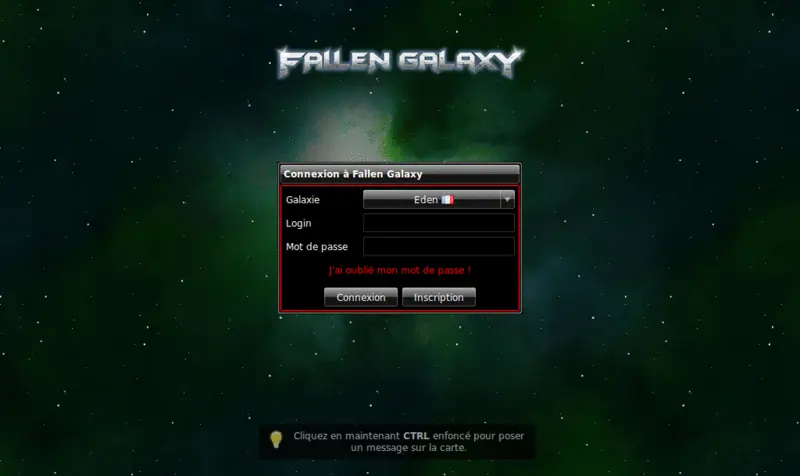 FALLEN GALAXY
Connexion à Fallen Galaxy
Galaxie Eden
Login
Mot de passe
J'ai oublié mon mot de passe !
Connexion Inscription
Cliquez en maintenant CTRL enfoncé pour poser
un message sur la carte.